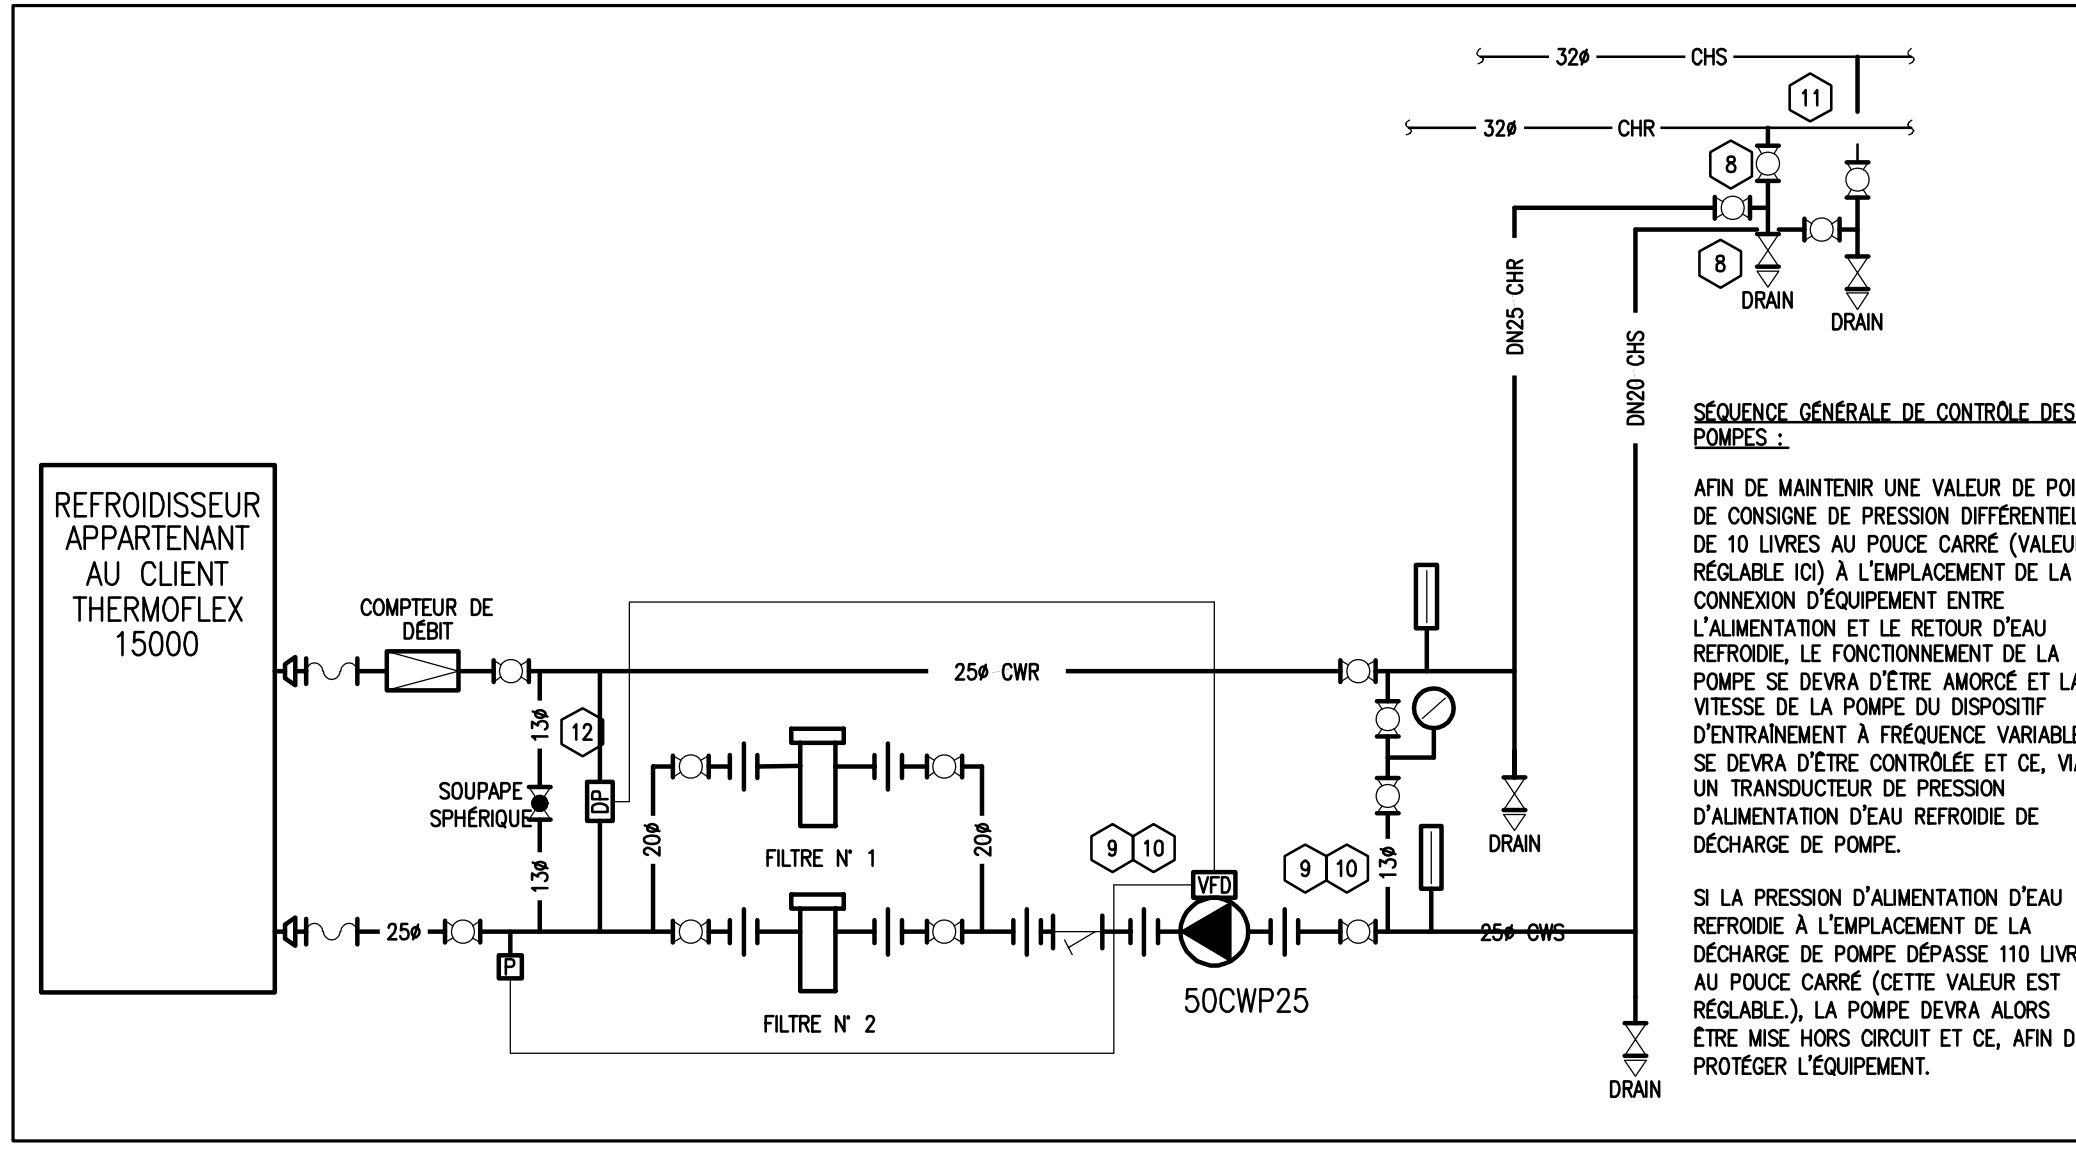 32ø CHS
11
32ø CHR
8
8
DRAIN
DRAIN
DN25 CHR
DN20 CHS
SÉQUENCE GÉNÉRALE DE CONTRÔLE DES
POMPES :
AFIN DE MAINTENIR UNE VALEUR DE
DE CONSIGNE DE PRESSION
DE 10 LIVRES AU POUCE CARRÉ
RÉGLABLE ICI) À L'EMPLACEMENT DE LA
CONNEXION D'ÉQUIPEMENT ENTRE
L'ALIMENTATION ET LE RETOUR D'EAU
REFROIDIE, LE FONCTIONNEMENT DE LA
POMPE SE DEVRA D'ÊTRE AMORCÉ ET LA
VITESSE DE LA POMPE DU DISPOSITIF
D'ENTRAÎNEMENT À FRÉQUENCE VARIABLE
SE DEVRA D'ÊTRE CONTRÔLÉE ET CE, VIA
UN TRANSDUCTEUR DE PRESSION
D'ALIMENTATION D'EAU REFROIDIE DE
DÉCHARGE DE POMPE.
SI LA PRESSION D'ALIMENTATION D'EAU
REFROIDIE À L'EMPLACEMENT DE LA
DÉCHARGE DE POMPE DÉPASSE 110
AU POUCE CARRÉ (CETTE VALEUR EST
RÉGLABLE.), LA POMPE DEVRA ALORS
ÊTRE MISE HORS CIRCUIT ET CE, AFIN
PROTÉGER L'ÉQUIPEMENT.
REFROIDISSEUR
APPARTENANT
AU CLIENT
THERMOFLEX
15000
COMPTEUR DE
DÉBIT
25ø CWR
13ø
12
SOUPAPE
SPHÉRIQUE
DP
13ø
20ø
FILTRE N° 1
20ø
9 10
VFD
9 10
13ø
DRAIN
25ø
P
FILTRE N° 2
50CWP25
25ø CWS
DRAIN